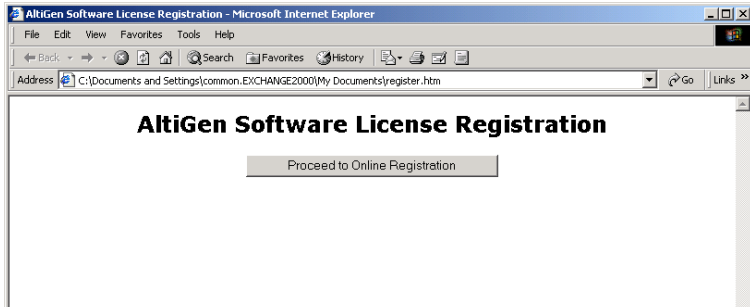 AltiGen Software License Registration - Microsoft Internet Explorer
File Edit View Favorites Tools Help
Back Search Favorites History
Address C:\Documents and Settings\common.EXCHANGE2000\My Documents\register.htm Go Links »
AltiGen Software License Registration
Proceed to Online Registration